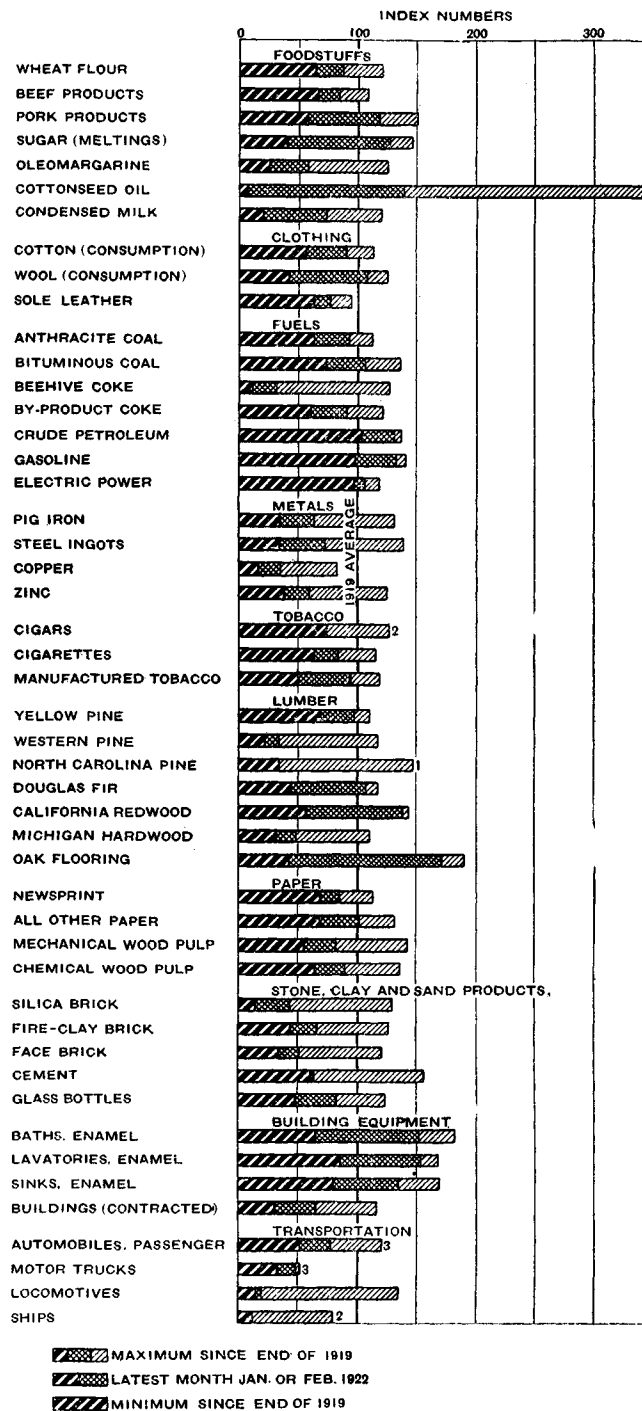 INDEX NUMBERS
0 100 200 300
FOODSTUFFS
WHEAT FLOUR
BEEF PRODUCTS
PORK PRODUCTS
SUGAR (MELTINGS)
OLEOMARGARINE
COTTONSEED OIL
CONDENSED MILK
CLOTHING
COTTON (CONSUMPTION)
WOOL (CONSUMPTION)
SOLE LEATHER
FUELS
ANTHRACITE COAL
BITUMINOUS COAL
BEEHIVE COKE
BY-PRODUCT COKE
CRUDE PETROLEUM
GASOLINE
ELECTRIC POWER
1919 AVERAGE
METALS
PIG IRON
STEEL INGOTS
COPPER
ZINC
TOBACCO
CIGARS 2
CIGARETTES
MANUFACTURED TOBACCO
LUMBER
YELLOW PINE
WESTERN PINE
NORTH CAROLINA PINE 1
DOUGLAS FIR
CALIFORNIA REDWOOD
MICHIGAN HARDWOOD
OAK FLOORING
PAPER
NEWSPRINT
ALL OTHER PAPER
MECHANICAL WOOD PULP
CHEMICAL WOOD PULP
STONE, CLAY AND SAND PRODUCTS.
SILICA BRICK
FIRE-CLAY BRICK
FACE BRICK
CEMENT
GLASS BOTTLES
BUILDING EQUIPMENT
BATHS, ENAMEL
LAVATORIES, ENAMEL
SINKS, ENAMEL
BUILDINGS (CONTRACTED)
TRANSPORTATION
AUTOMOBILES, PASSENGER 3
MOTOR TRUCKS 3
LOCOMOTIVES
SHIPS 2
MAXIMUM SINCE END OF 1919
LATEST MONTH JAN. OR FEB. 1922
MINIMUM SINCE END OF 1919